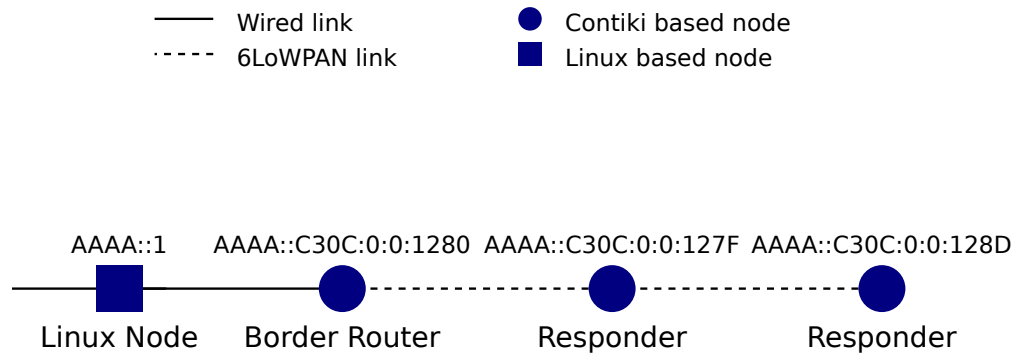 Wired link
Contiki based node
6LoWPAN link
Linux based node
AAAA::1
AAAA::C30C:0:0:1280
AAAA::C30C:0:0:127F
AAAA::C30C:0:0:128D
Linux Node
Border Router
Responder
Responder